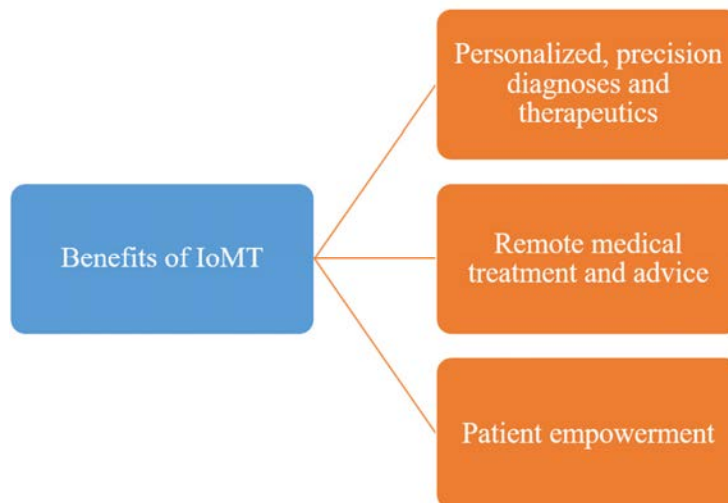 Personalized, precision
diagnoses and
therapeutics
Benefits of IoMT
Remote medical
treatment and advice
Patient empowerment